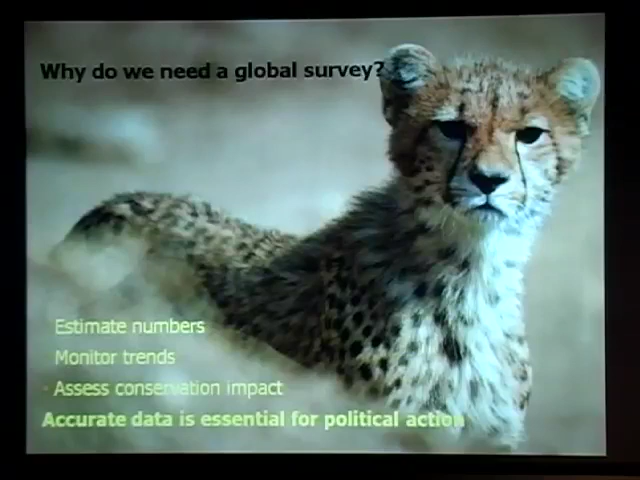 Why do we need a global survey?
Estimate numbers
Monitor trends
Assess conservation impact
Accurate data is essential for political action